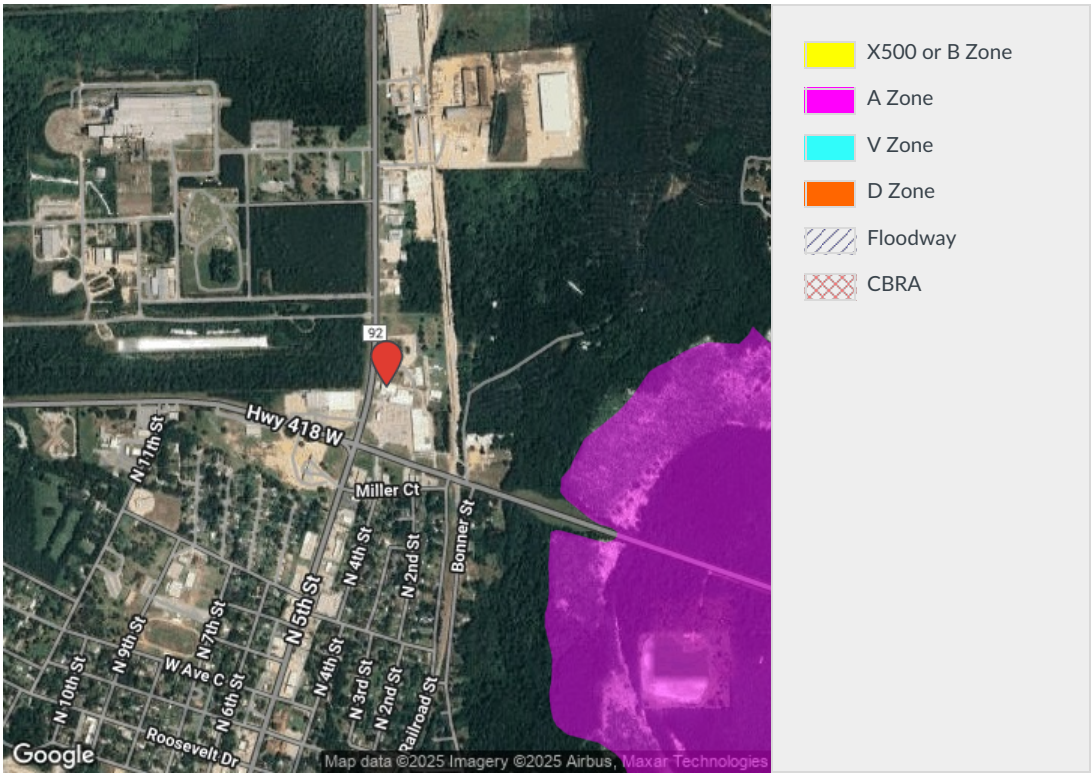 X500 or B Zone
A Zone
V Zone
D Zone
Floodway
CBRA
92
Hwy 418 W
N 11th St
Miller Ct
Bonner St
N 4th St
N 2nd St
N 5th St
N 7th St
N 9th St
W Ave C
N 10th St
N 6th St
N 4th St
N 3rd St
N 2nd St
Railroad St
Roosevelt Dr
Google
Map data ©2025 Imagery ©2025 Airbus, Maxar Technologies